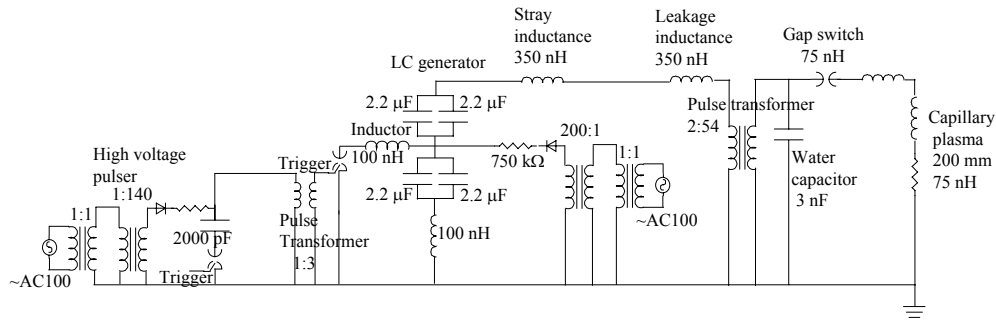 Stray
inductance
350 nH
Leakage
inductance
350 nH
Gap switch
75 nH
LC generator
2.2 μF
2.2 μF
Inductor
100 nH
Trigger
2.2 μF
2.2 μF
100 nH
750 kΩ
200:1
1:1
~AC100
Pulse transformer
2:54
Water
capacitor
3 nF
Capillary
plasma
200 mm
75 nH
High voltage
pulser
1:140
1:1
~AC100
2000 pF
Trigger
Pulse
Transformer
1:3